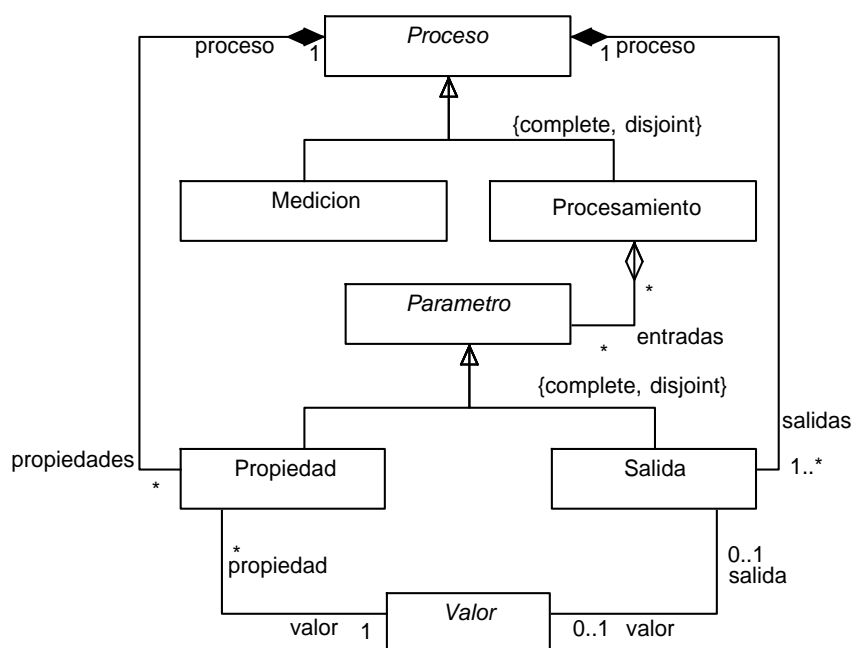 Proceso
proceso
1
1
proceso
{complete, disjoint}
Medicion
Procesamiento
*
Parametro
*
entradas
{complete, disjoint}
salidas
propiedades
*
Propiedad
Salida
1..*
*
propiedad
0..1
salida
Valor
valor
1
0..1
valor